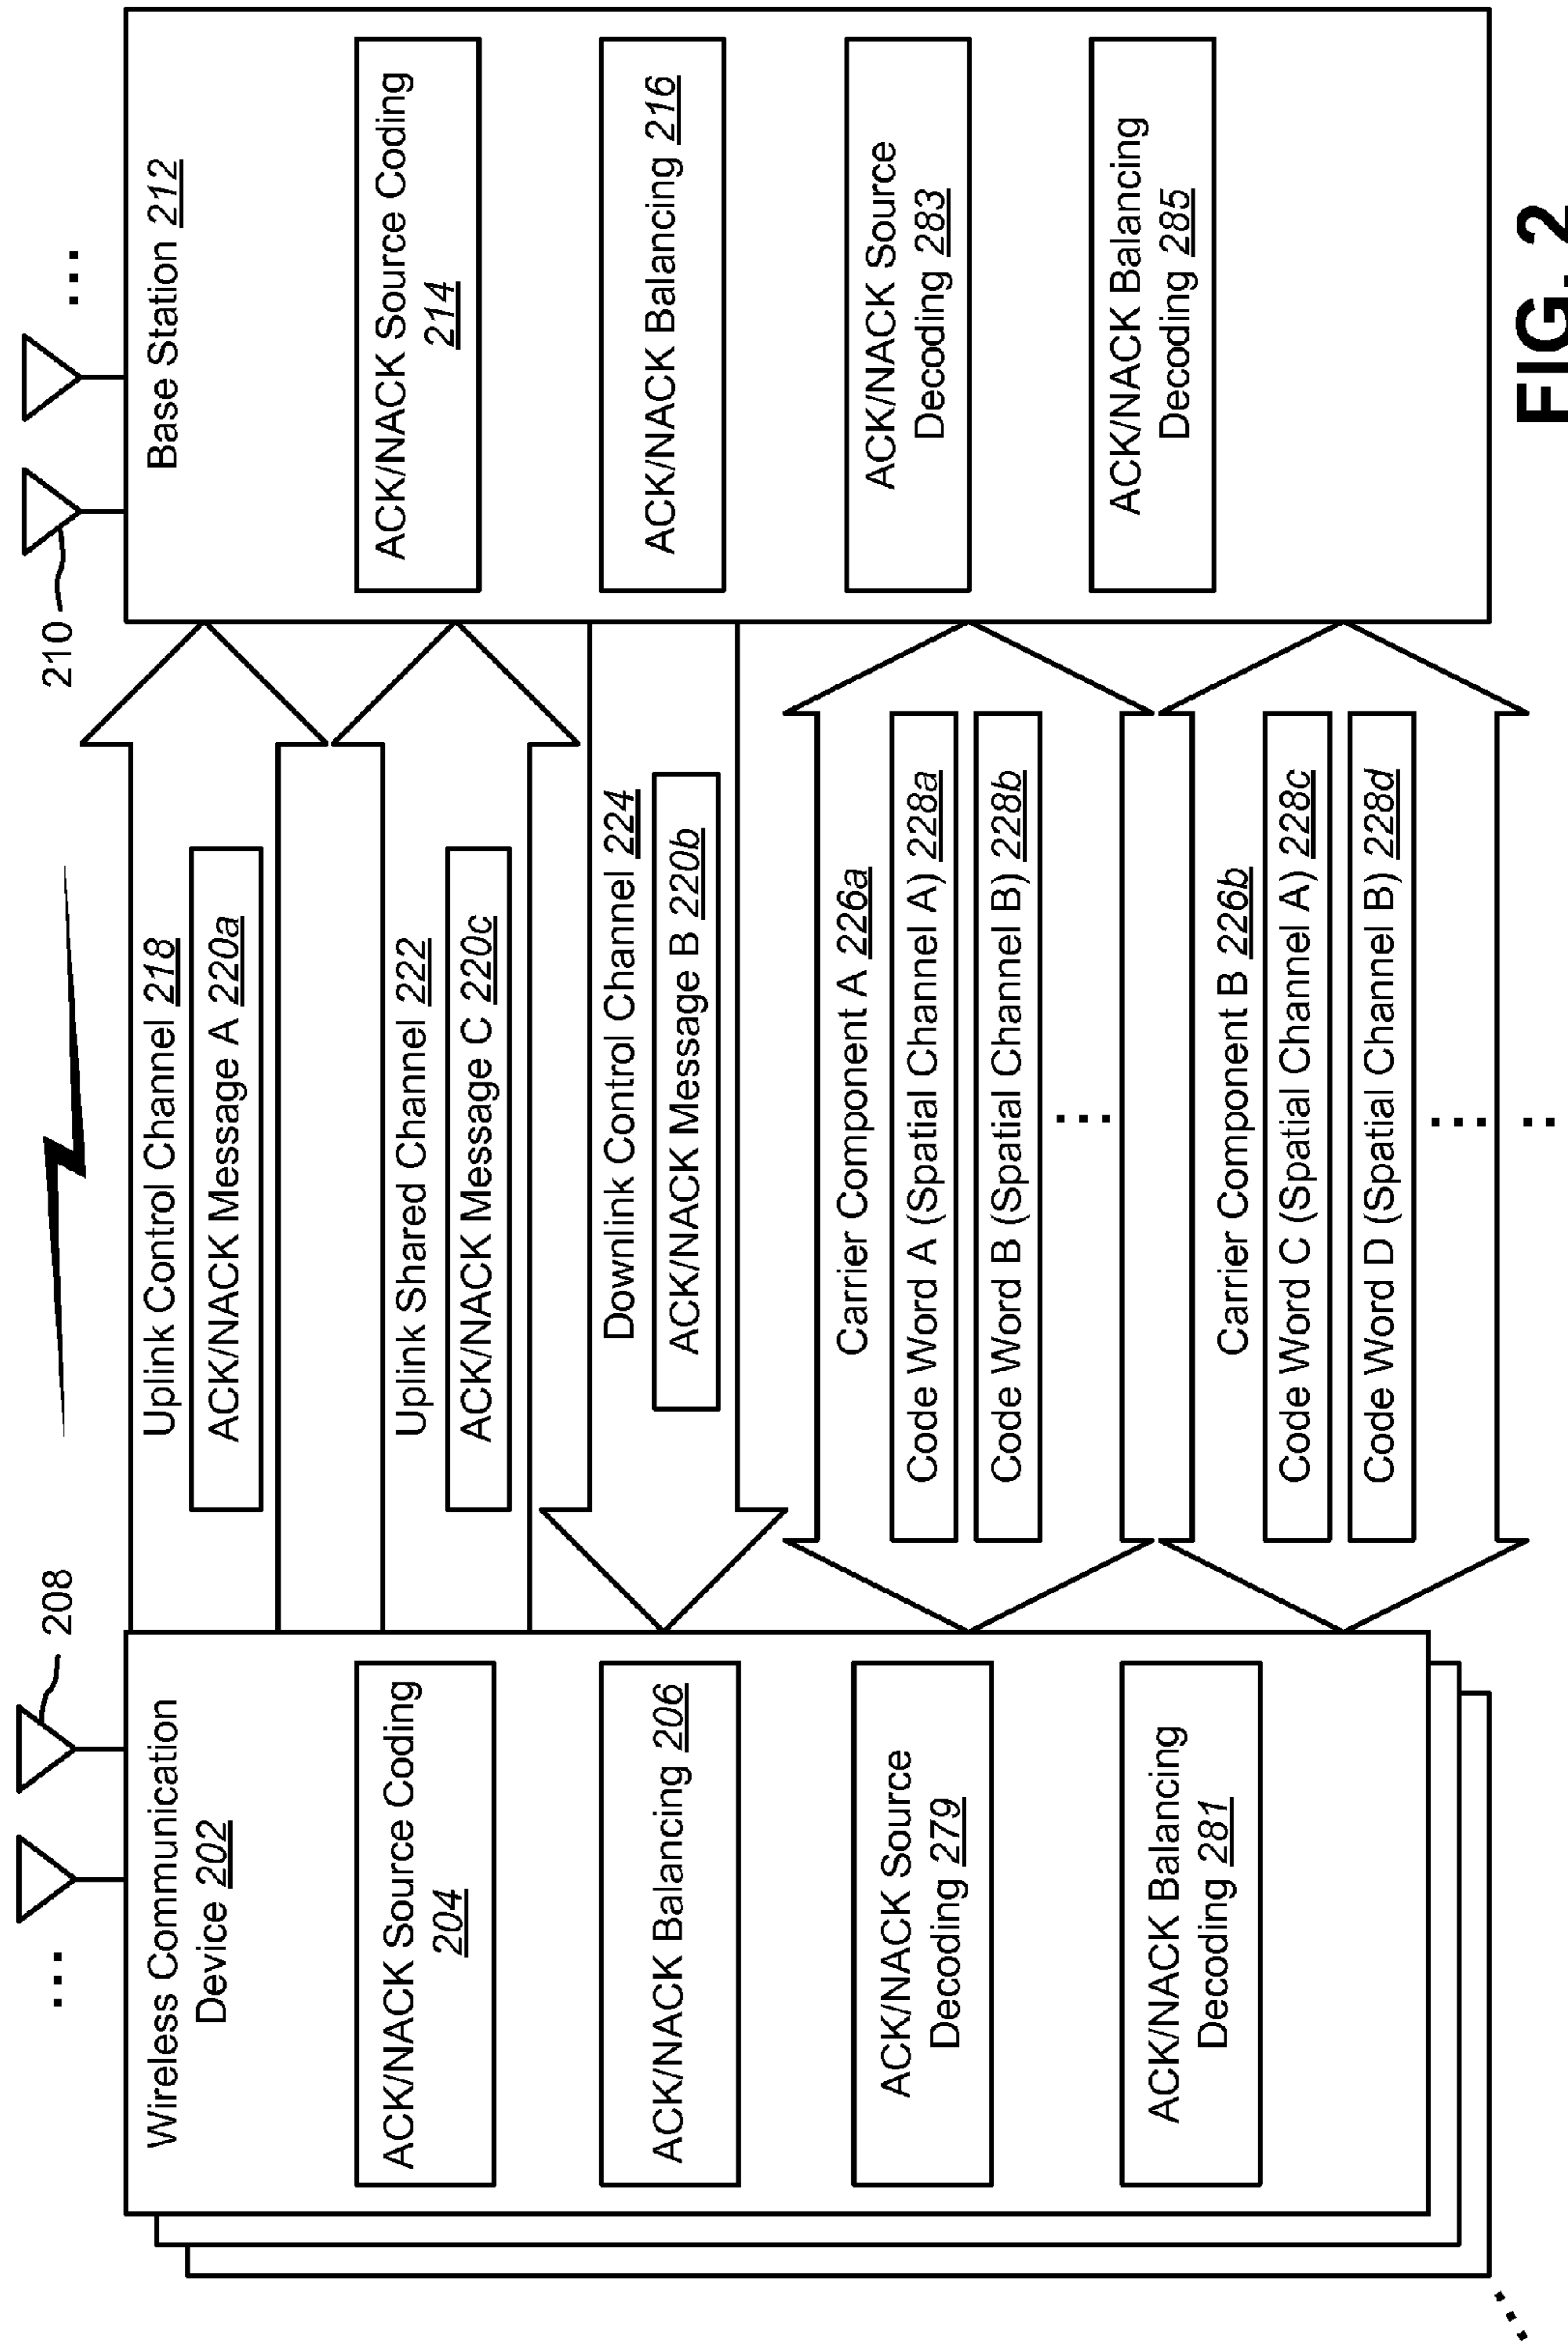 208
210
...
...
Wireless Communication
Device 202
ACK/NACK Source Coding
204
ACK/NACK Balancing 206
ACK/NACK Source
Decoding 279
ACK/NACK Balancing
Decoding 281
...
Uplink Control Channel 218
ACK/NACK Message A 220a
Uplink Shared Channel 222
ACK/NACK Message C 220c
Downlink Control Channel 224
ACK/NACK Message B 220b
Carrier Component A 226a
Code Word A (Spatial Channel A) 228a
Code Word B (Spatial Channel B) 228b
...
Carrier Component B 226b
Code Word C (Spatial Channel A) 228c
Code Word D (Spatial Channel B) 228d
...
...
Base Station 212
ACK/NACK Source Coding
214
ACK/NACK Balancing 216
ACK/NACK Source
Decoding 283
ACK/NACK Balancing
Decoding 285
FIG. 2